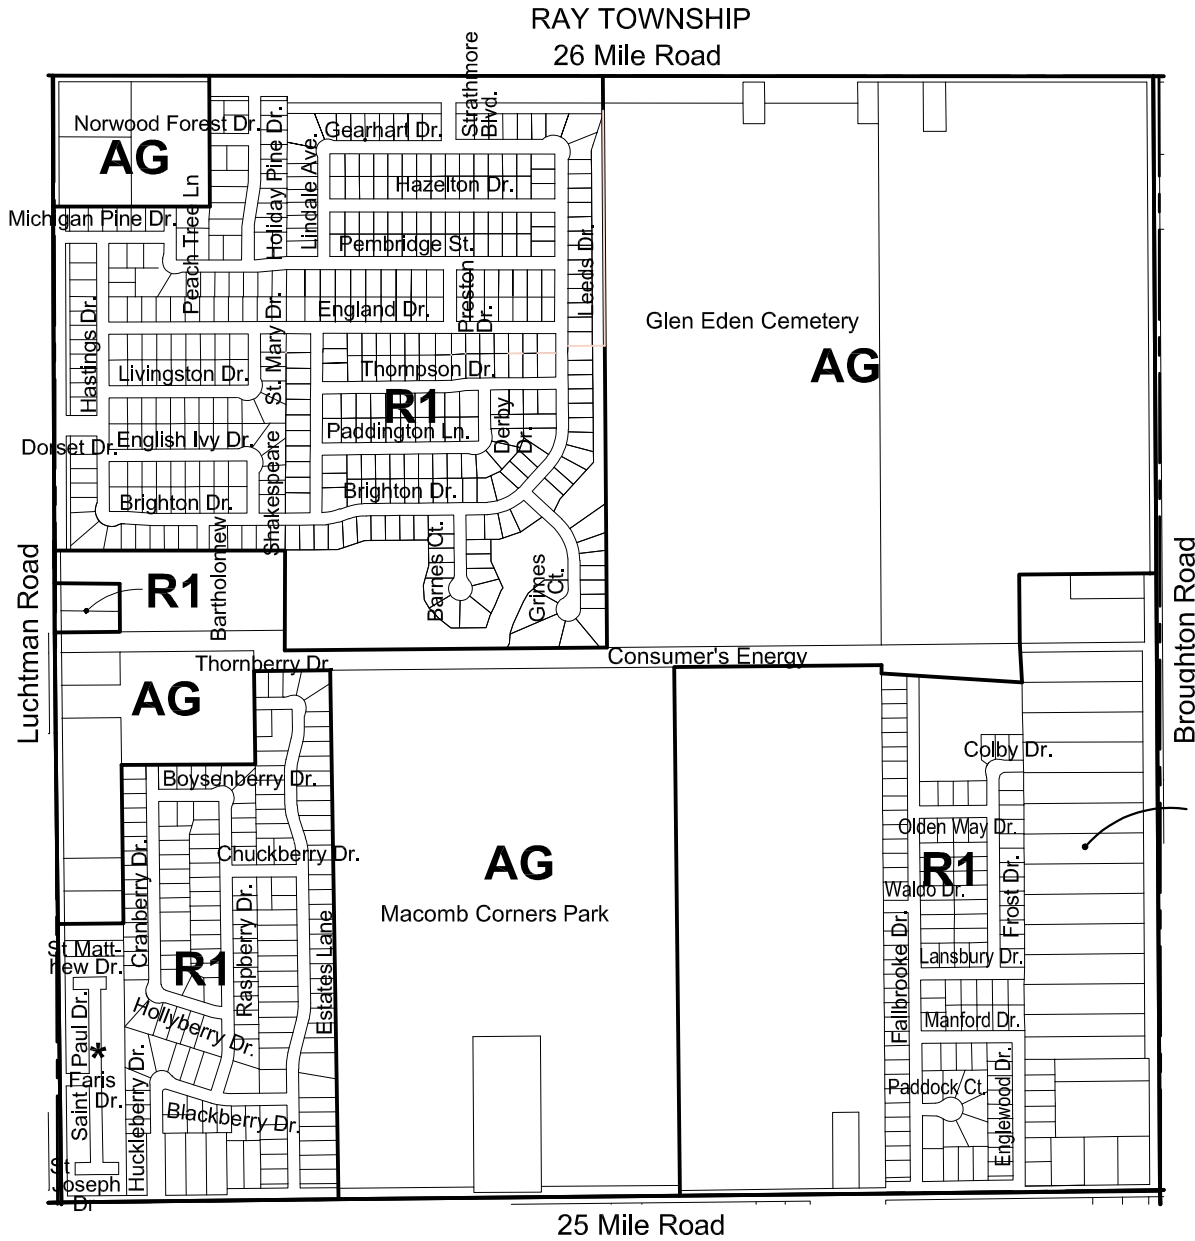 RAY TOWNSHIP
26 Mile Road
Strathmore
Blvd.
Norwood Forest Dr.
AG
Gearhart Dr.
Holiday Pine Dr.
Lindale Ave.
Peach Tree Ln
Hazelton Dr.
Michigan Pine Dr.
Pembridge St.
Leeds Dr.
England Dr.
Preston
Dr.
Glen Eden Cemetery
AG
Hastings Dr.
St. Mary Dr.
Livingston Dr.
Thompson Dr.
R1
Paddington Ln.
Derby
Dr.
Dorset Dr.
English Ivy Dr.
Shakespeare
Brighton Dr.
Brighton Dr.
Bartholomew
Barnes Ct.
Grimes
Ct.
Luchtman Road
Broughton Road
R1
Thornberry Dr.
Consumer's Energy
AG
Colby Dr.
Boysenberry Dr.
Olden Way Dr.
Chuckberry Dr.
AG
R1
Waldo Dr.
Frost Dr.
Macomb Corners Park
Cranberry Dr.
Raspberry Dr.
Estates Lane
Fallbrooke Dr.
St Matt-
hew Dr.
R1
Lansbury Dr.
Hollyberry Dr.
Manford Dr.
Saint Paul Dr.
*
Faris
Dr.
Huckleberry Dr.
Paddock Ct.
Englewood Dr.
Blackberry Dr.
St
Joseph
Dr
25 Mile Road